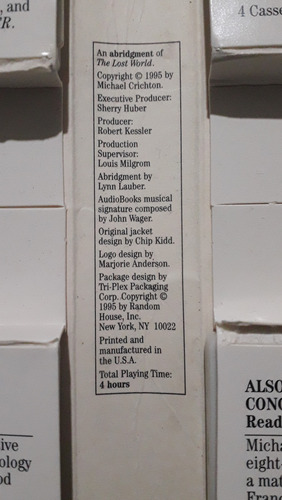 , and
R.
4 Casse
An abridgment of
The Lost World.
Copyright © 1995 by
Michael Crichton.
Executive Producer:
Sherry Huber
Producer:
Robert Kessler
Production
Supervisor:
Louis Milgrom
Abridgment by
Lynn Lauber.
AudioBooks musical
signature composed
by John Wager.
Original jacket
design by Chip Kidd.
Logo design by
Marjorie Anderson.
Package design by
Tri-Plex Packaging
Corp. Copyright ©
1995 by Random
House, Inc.
New York, NY 10022
Printed and
manufactured in
the U.S.A.
Total Playing Time:
4 hours
ive
ology
od
ALSO
CONG
Read
Micha
eight-
a mat
Franc